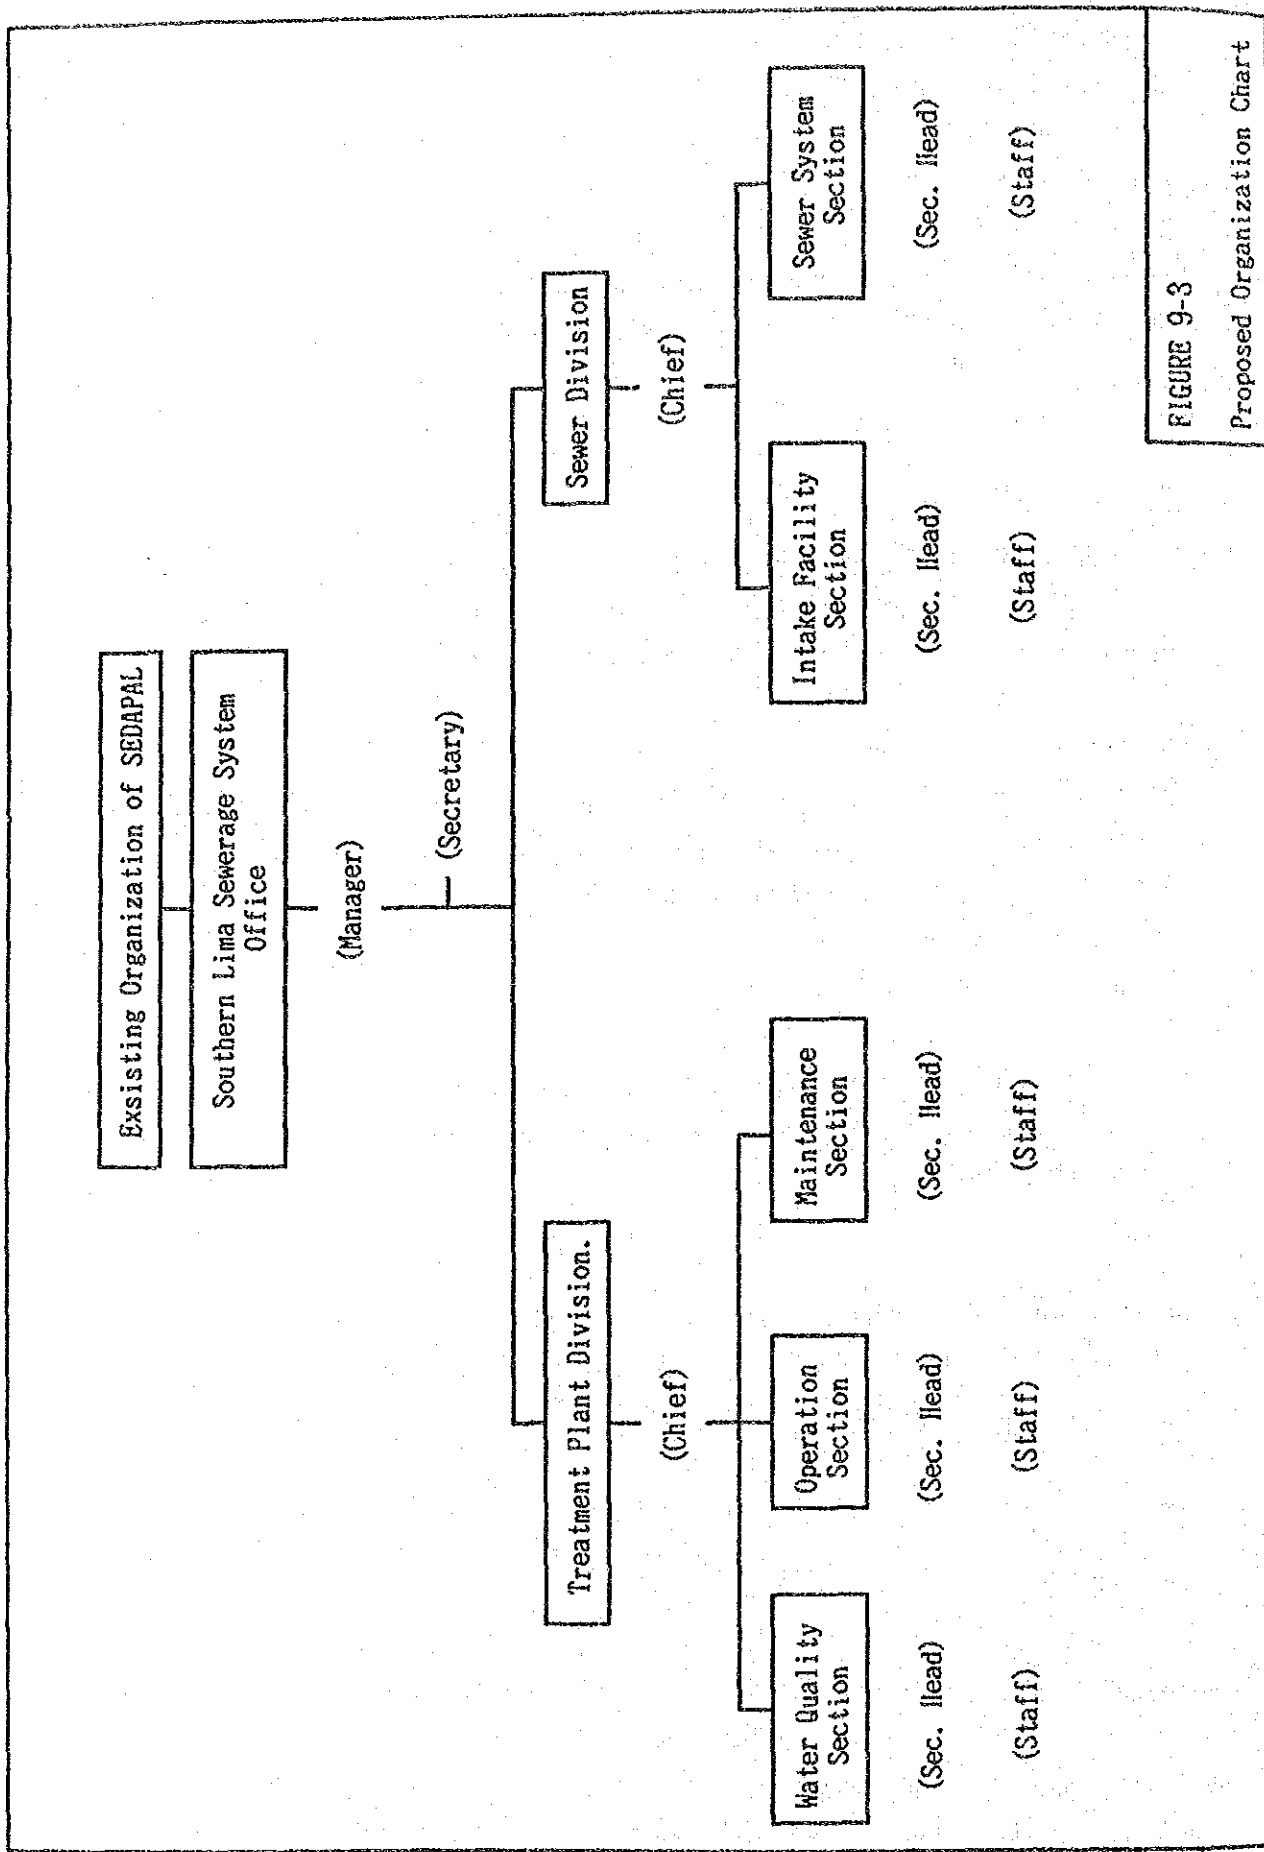 Exsisting Organization of SEDAPAL
Southern Lima Sewerage System
Office
(Manager)
(Secretary)
Treatment Plant Division.
(Chief)
Water Quality
Section
(Sec. Head)
(Staff)
Operation
Section
(Sec. Head)
(Staff)
Maintenance
Section
(Sec. Head)
(Staff)
Sewer Division
(Chief)
Intake Facility
Section
(Sec. Head)
(Staff)
Sewer System
Section
(Sec. Head)
(Staff)
FIGURE 9-3
Proposed Organization Chart